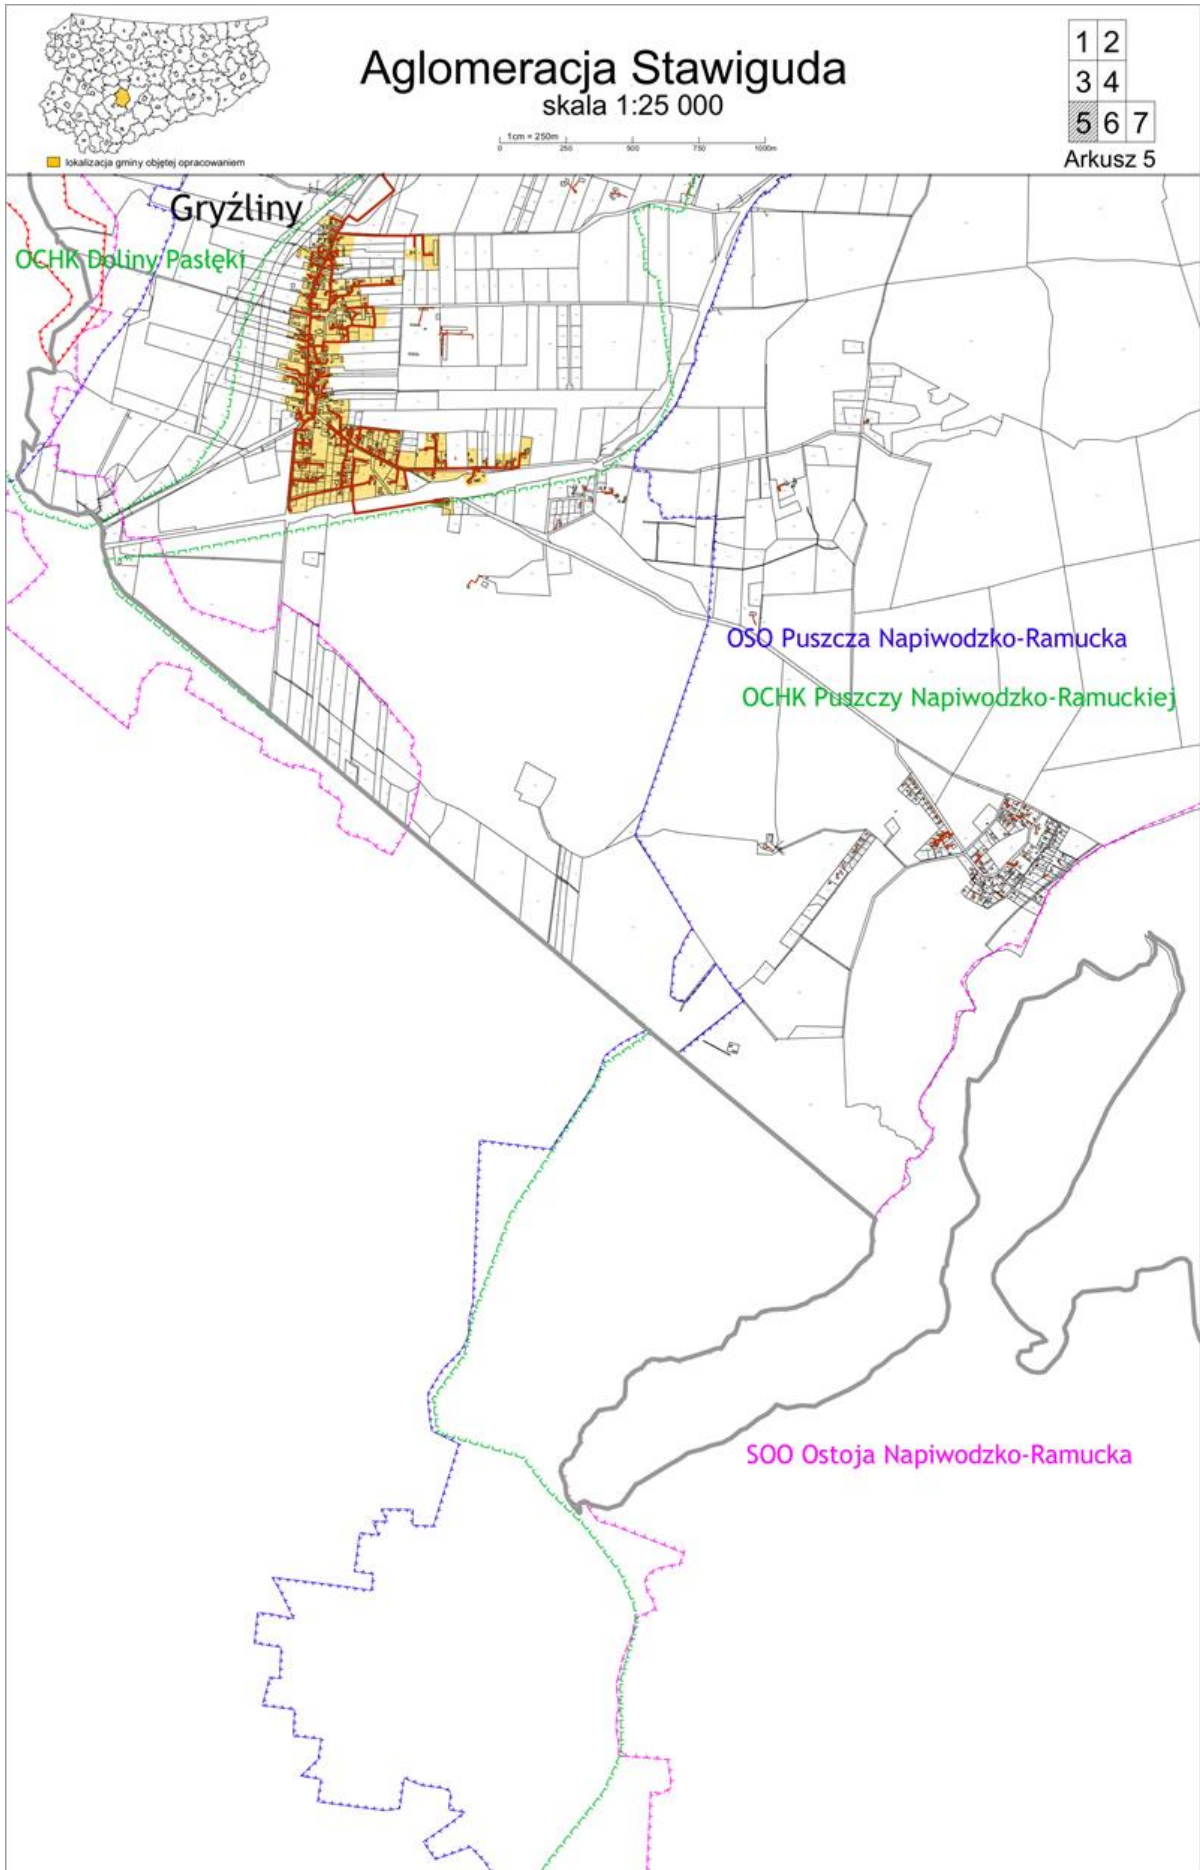 Aglomeracja Stawiguda
skala 1:25 000
1cm = 250m
0 250 500 750 1000m
lokalizacja gminy objętej opracowaniem
1 2
3 4
5 6 7
Arkusz 5
Gryźliny
OCHK Doliny Pasłęki
OSO Puszcza Napiwodzko-Ramucka
OCHK Puszczy Napiwodzko-Ramuckiej
SOO Ostoja Napiwodzko-Ramucka